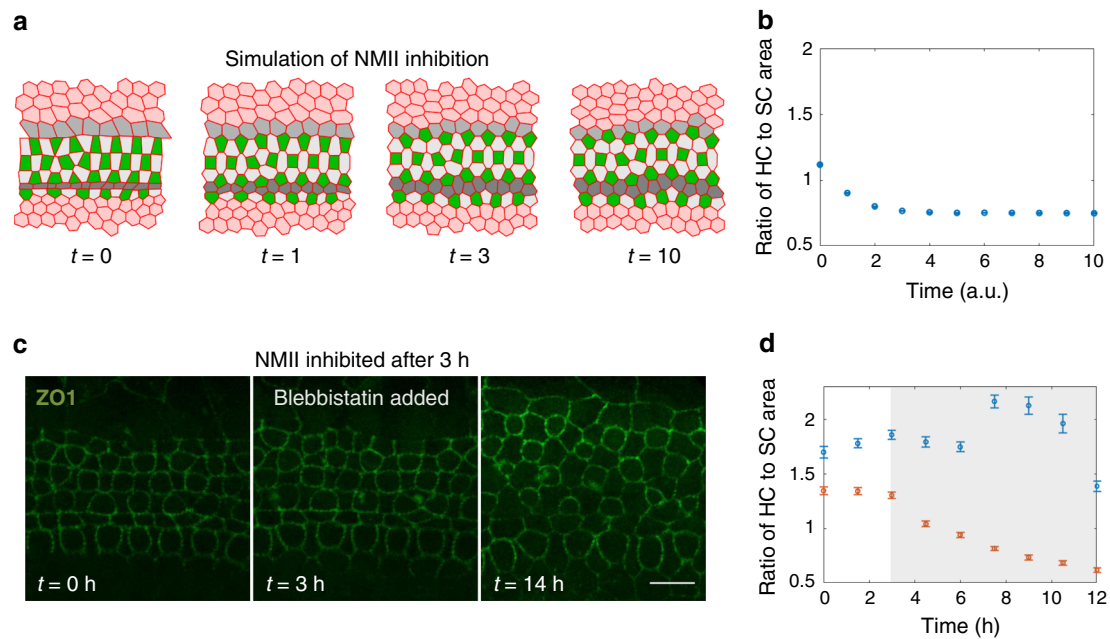 a
Simulation of NMII inhibition
t = 0
t = 1
t = 3
t = 10
b
Ratio of HC to SC area
2
1.5
1
0.5
0
2
4
6
8
10
Time (a.u.)
c
NMII inhibited after 3 h
ZO1
Blebbistatin added
t = 0 h
t = 3 h
t = 14 h
d
Ratio of HC to SC area
2
1.5
1
0.5
0
2
4
6
8
10
12
Time (h)